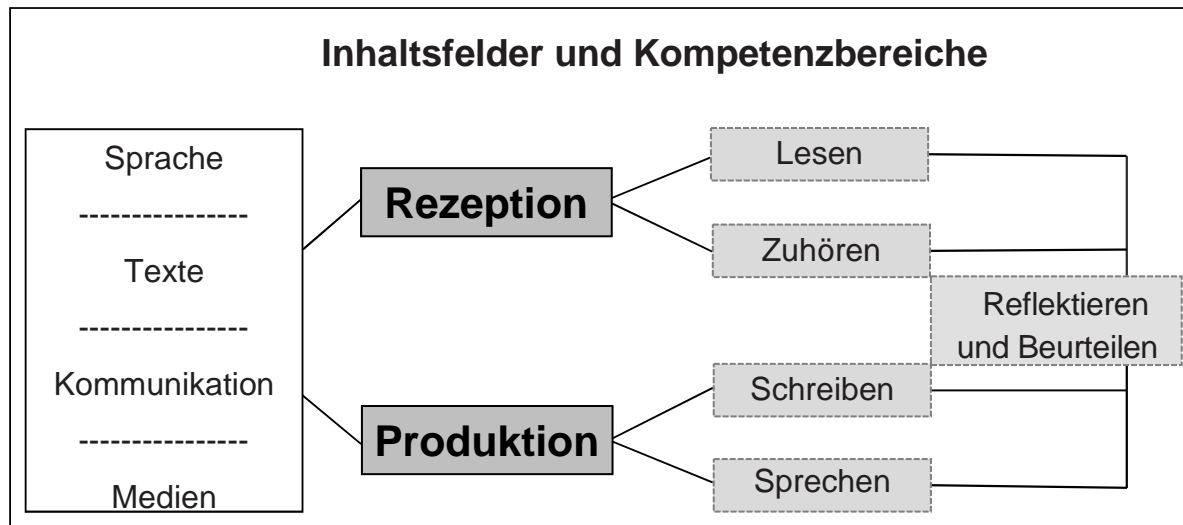 Inhaltsfelder und Kompetenzbereiche
Sprache
----------------
Texte
----------------
Kommunikation
----------------
Medien
Rezeption
Produktion
Lesen
Zuhören
Schreiben
Sprechen
Reflektieren
und Beurteilen